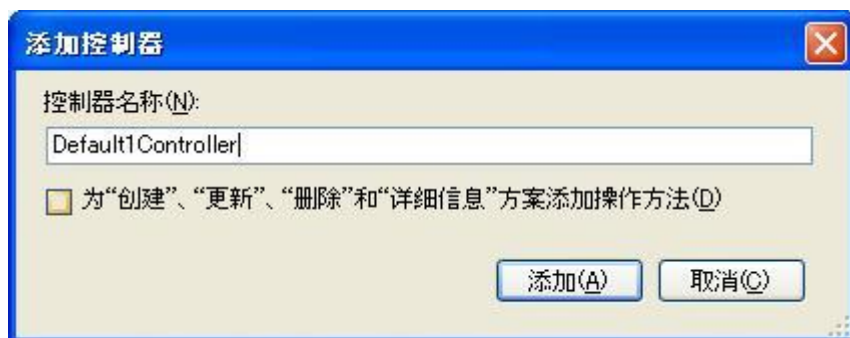 添加控制器
控制器名称(N):
Default1Controller
为“创建”、“更新”、“删除”和“详细信息”方案添加操作方法(D)
添加(A) 取消(C)